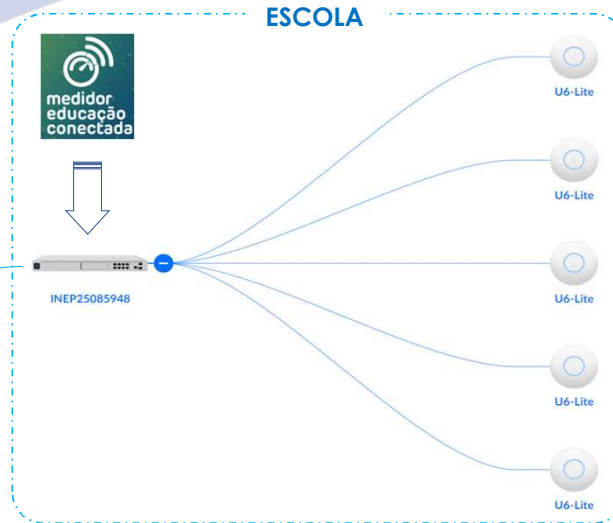 ESCOLA
medidor
educação
conectada
INEP25085948
U6-Lite
U6-Lite
U6-Lite
U6-Lite
U6-Lite